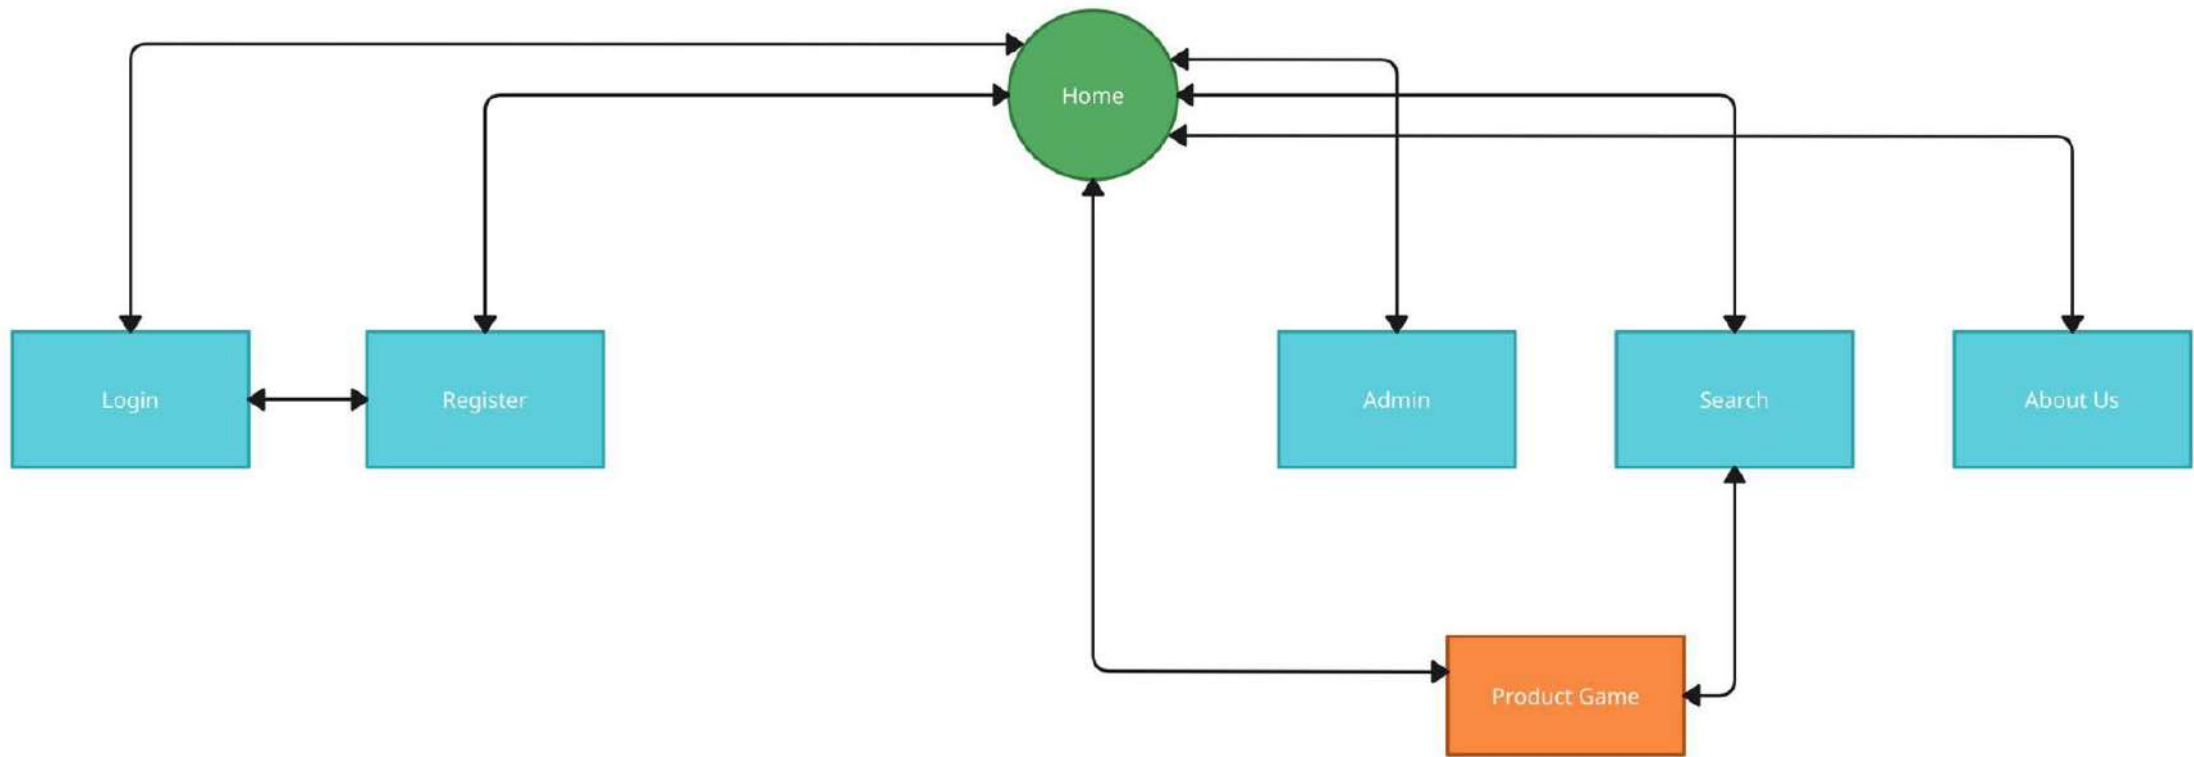 Home
Login
Register
Admin
Search
About Us
Product Game